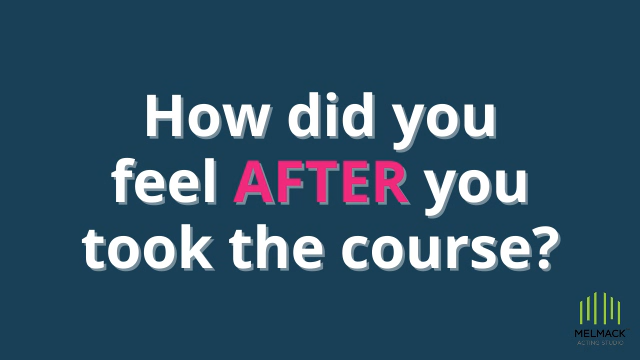 How did you
feel AFTER you
took the course?
MELMACK
ACTING STUDIO